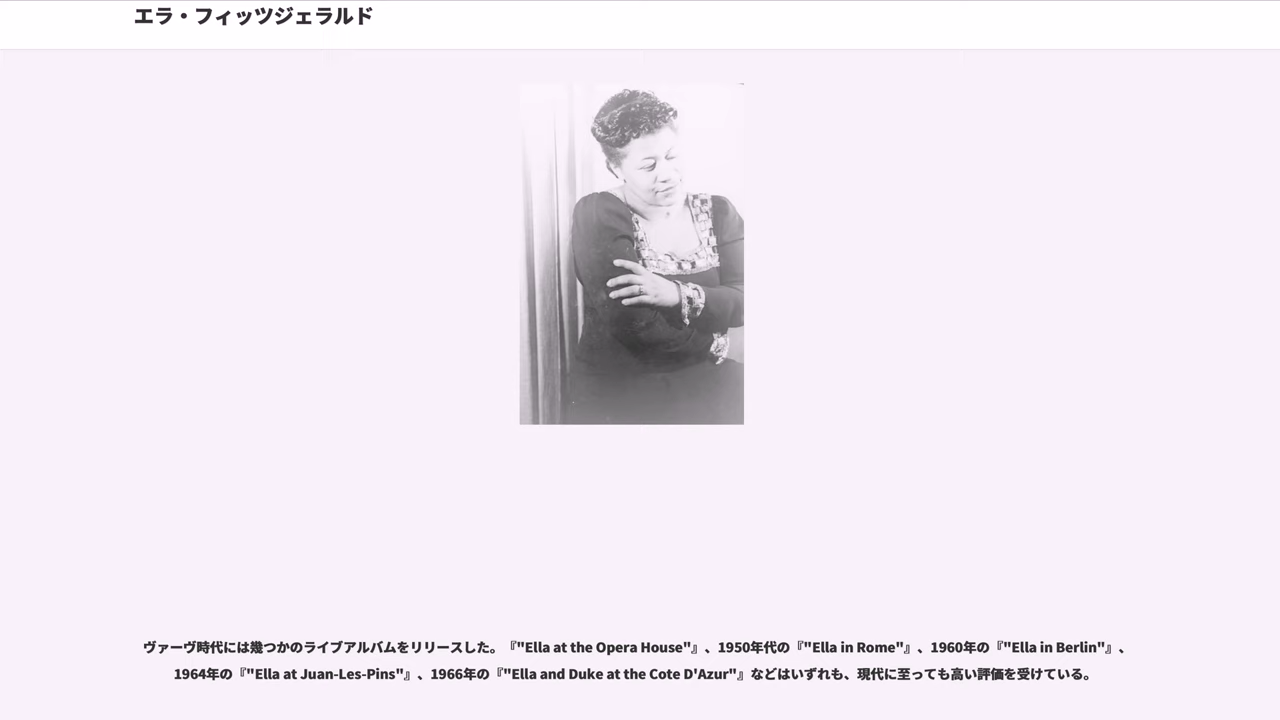 エラ・フィッツジェラルド
ヴァーヴ時代には幾つかのライブアルバムをリリースした。『"Ella at the Opera House"』、1950年代の『"Ella in Rome"』、1960年の『"Ella in Berlin"』、
1964年の『"Ella at Juan-Les-Pins"』、1966年の『"Ella and Duke at the Cote D'Azur"』などはいずれも、現代に至っても高い評価を受けている。